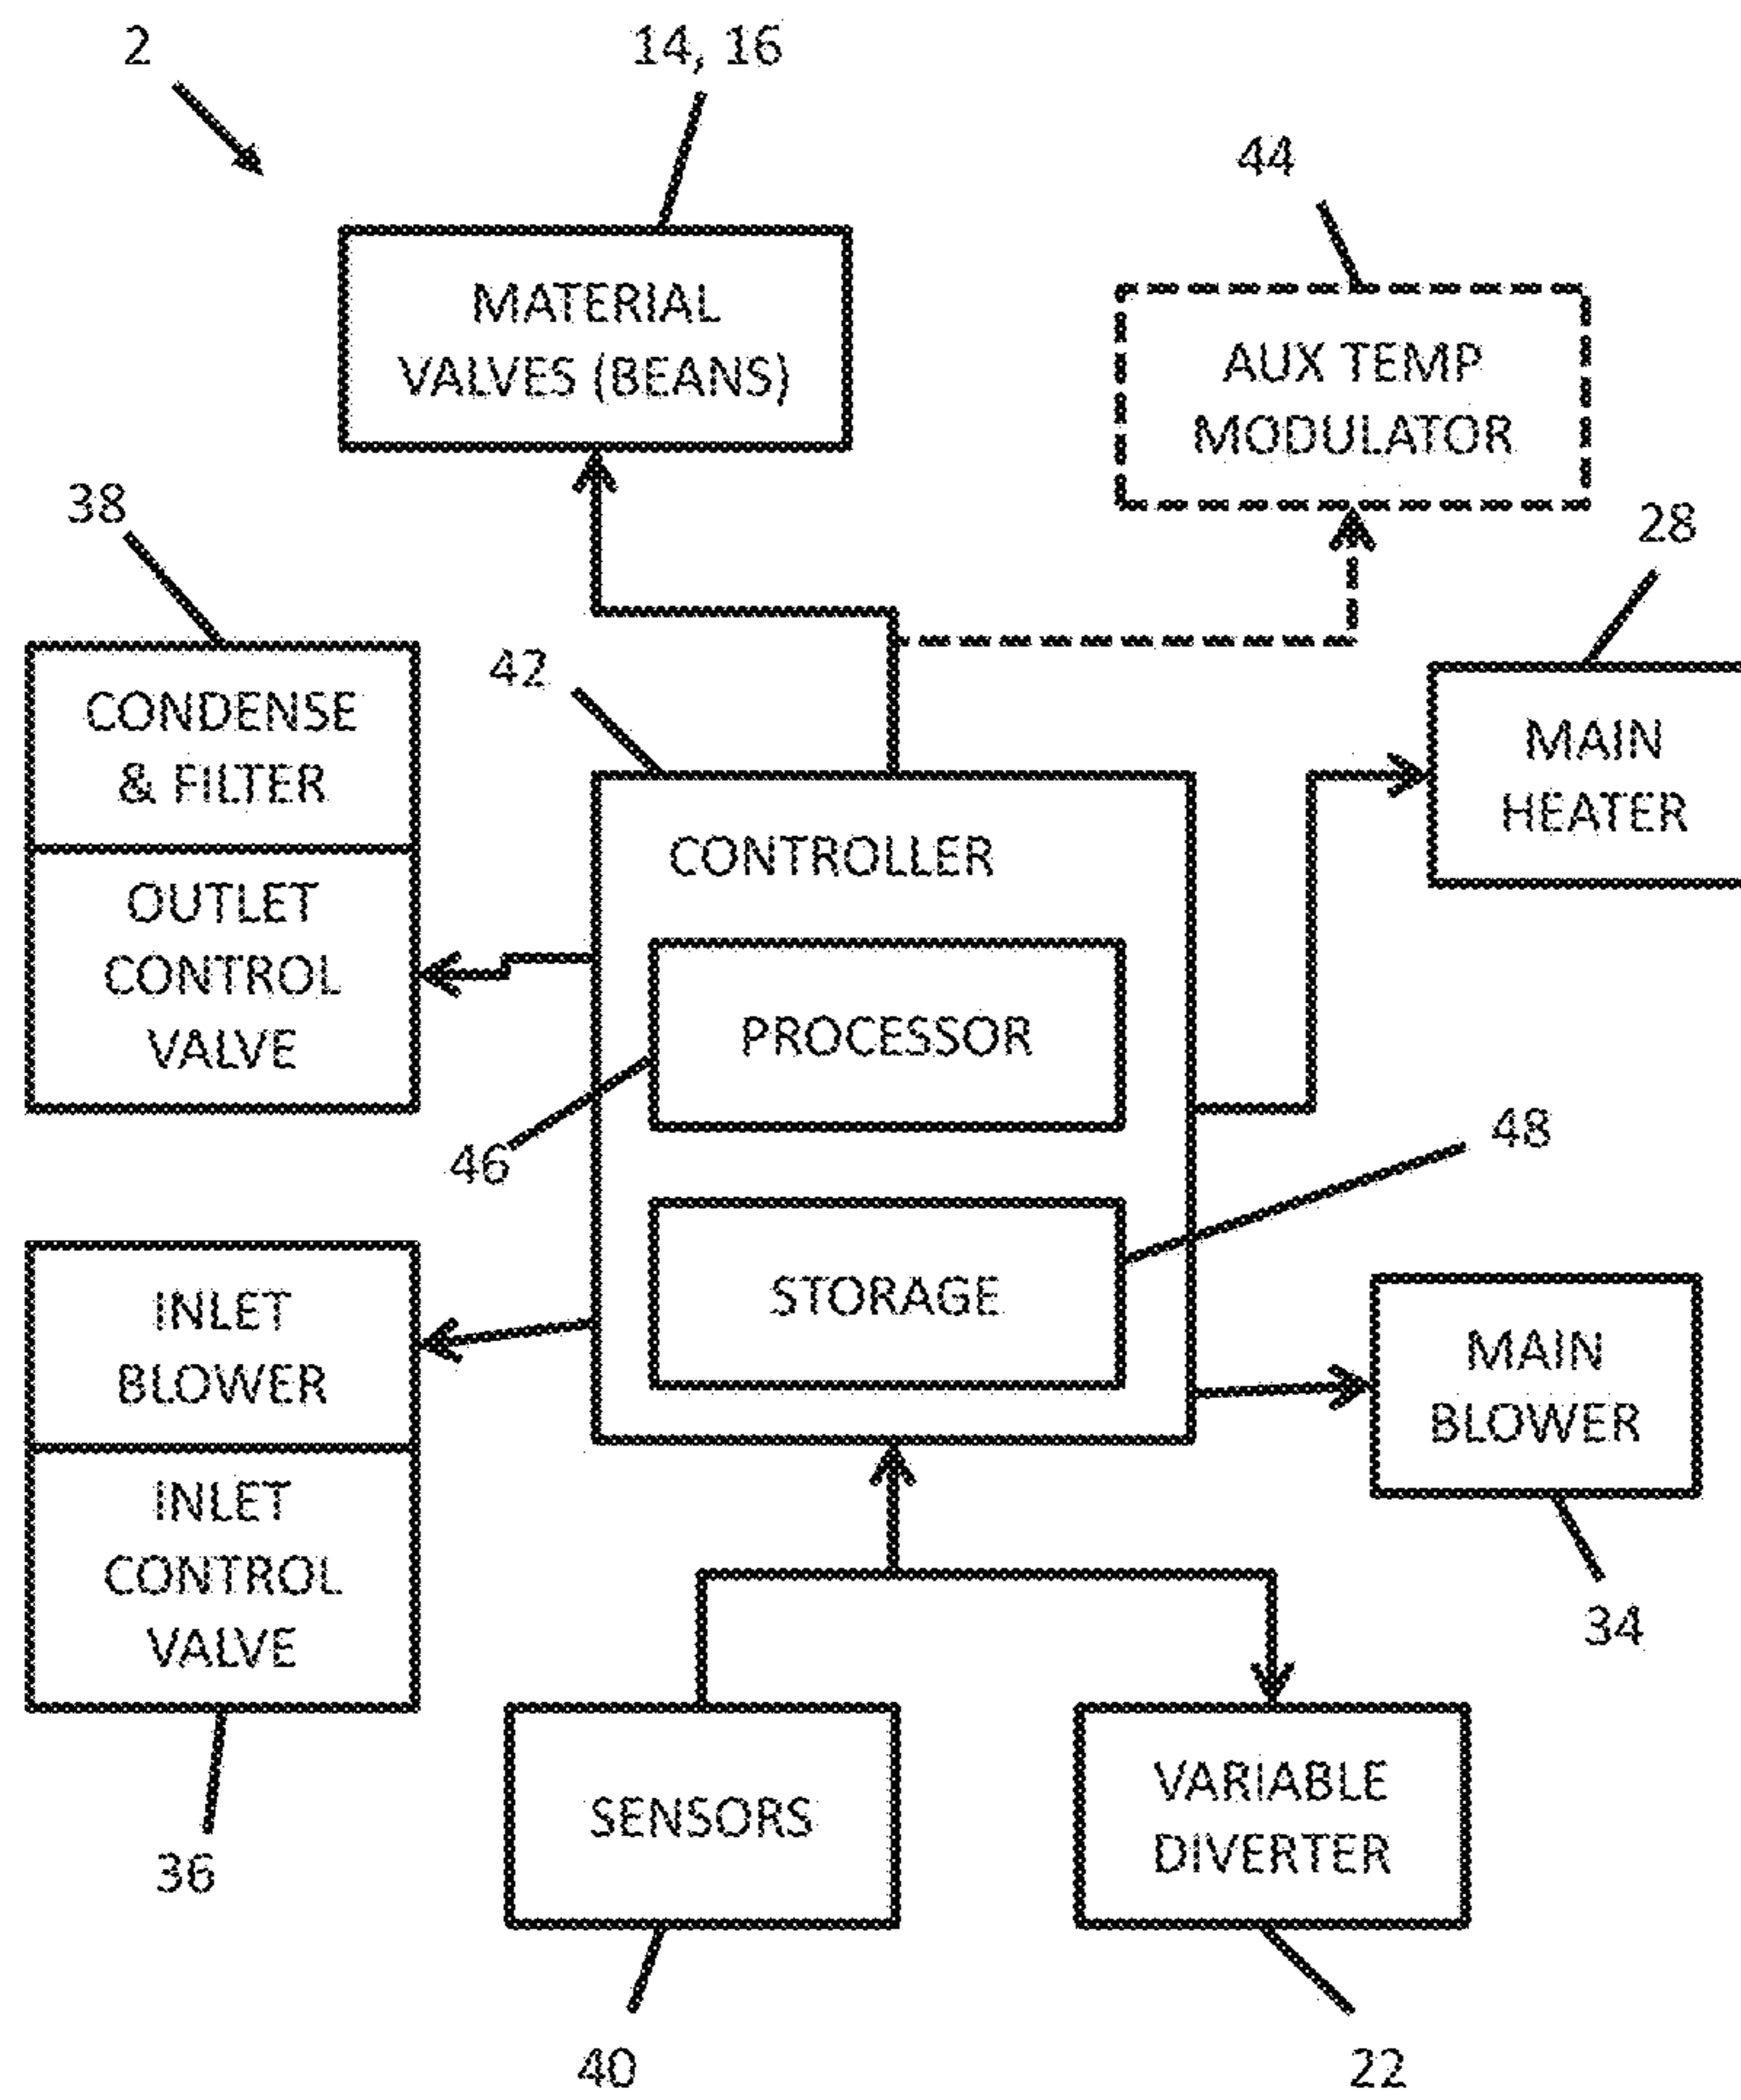 2
14, 16
MATERIAL
VALVES (BEANS)
44
AUX TEMP
MODULATOR
38
CONDENSE
& FILTER
OUTLET
CONTROL
VALVE
42
CONTROLLER
PROCESSOR
STORAGE
46
48
28
MAIN
HEATER
INLET
BLOWER
INLET
CONTROL
VALVE
36
MAIN
BLOWER
34
SENSORS
40
VARIABLE
DIVERTER
22